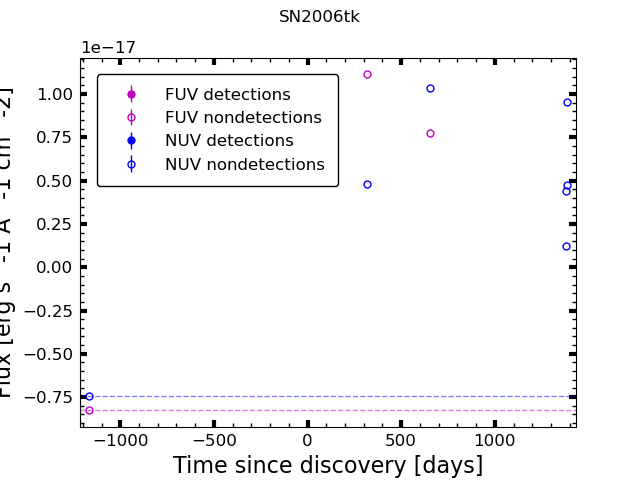 SN2006tk
1e−17
1.00
0.75
0.50
0.25
0.00
−0.25
−0.50
−0.75
Flux [erg s -1 A -1 cm -2]
FUV detections
FUV nondetections
NUV detections
NUV nondetections
−1000
−500
0
500
1000
Time since discovery [days]